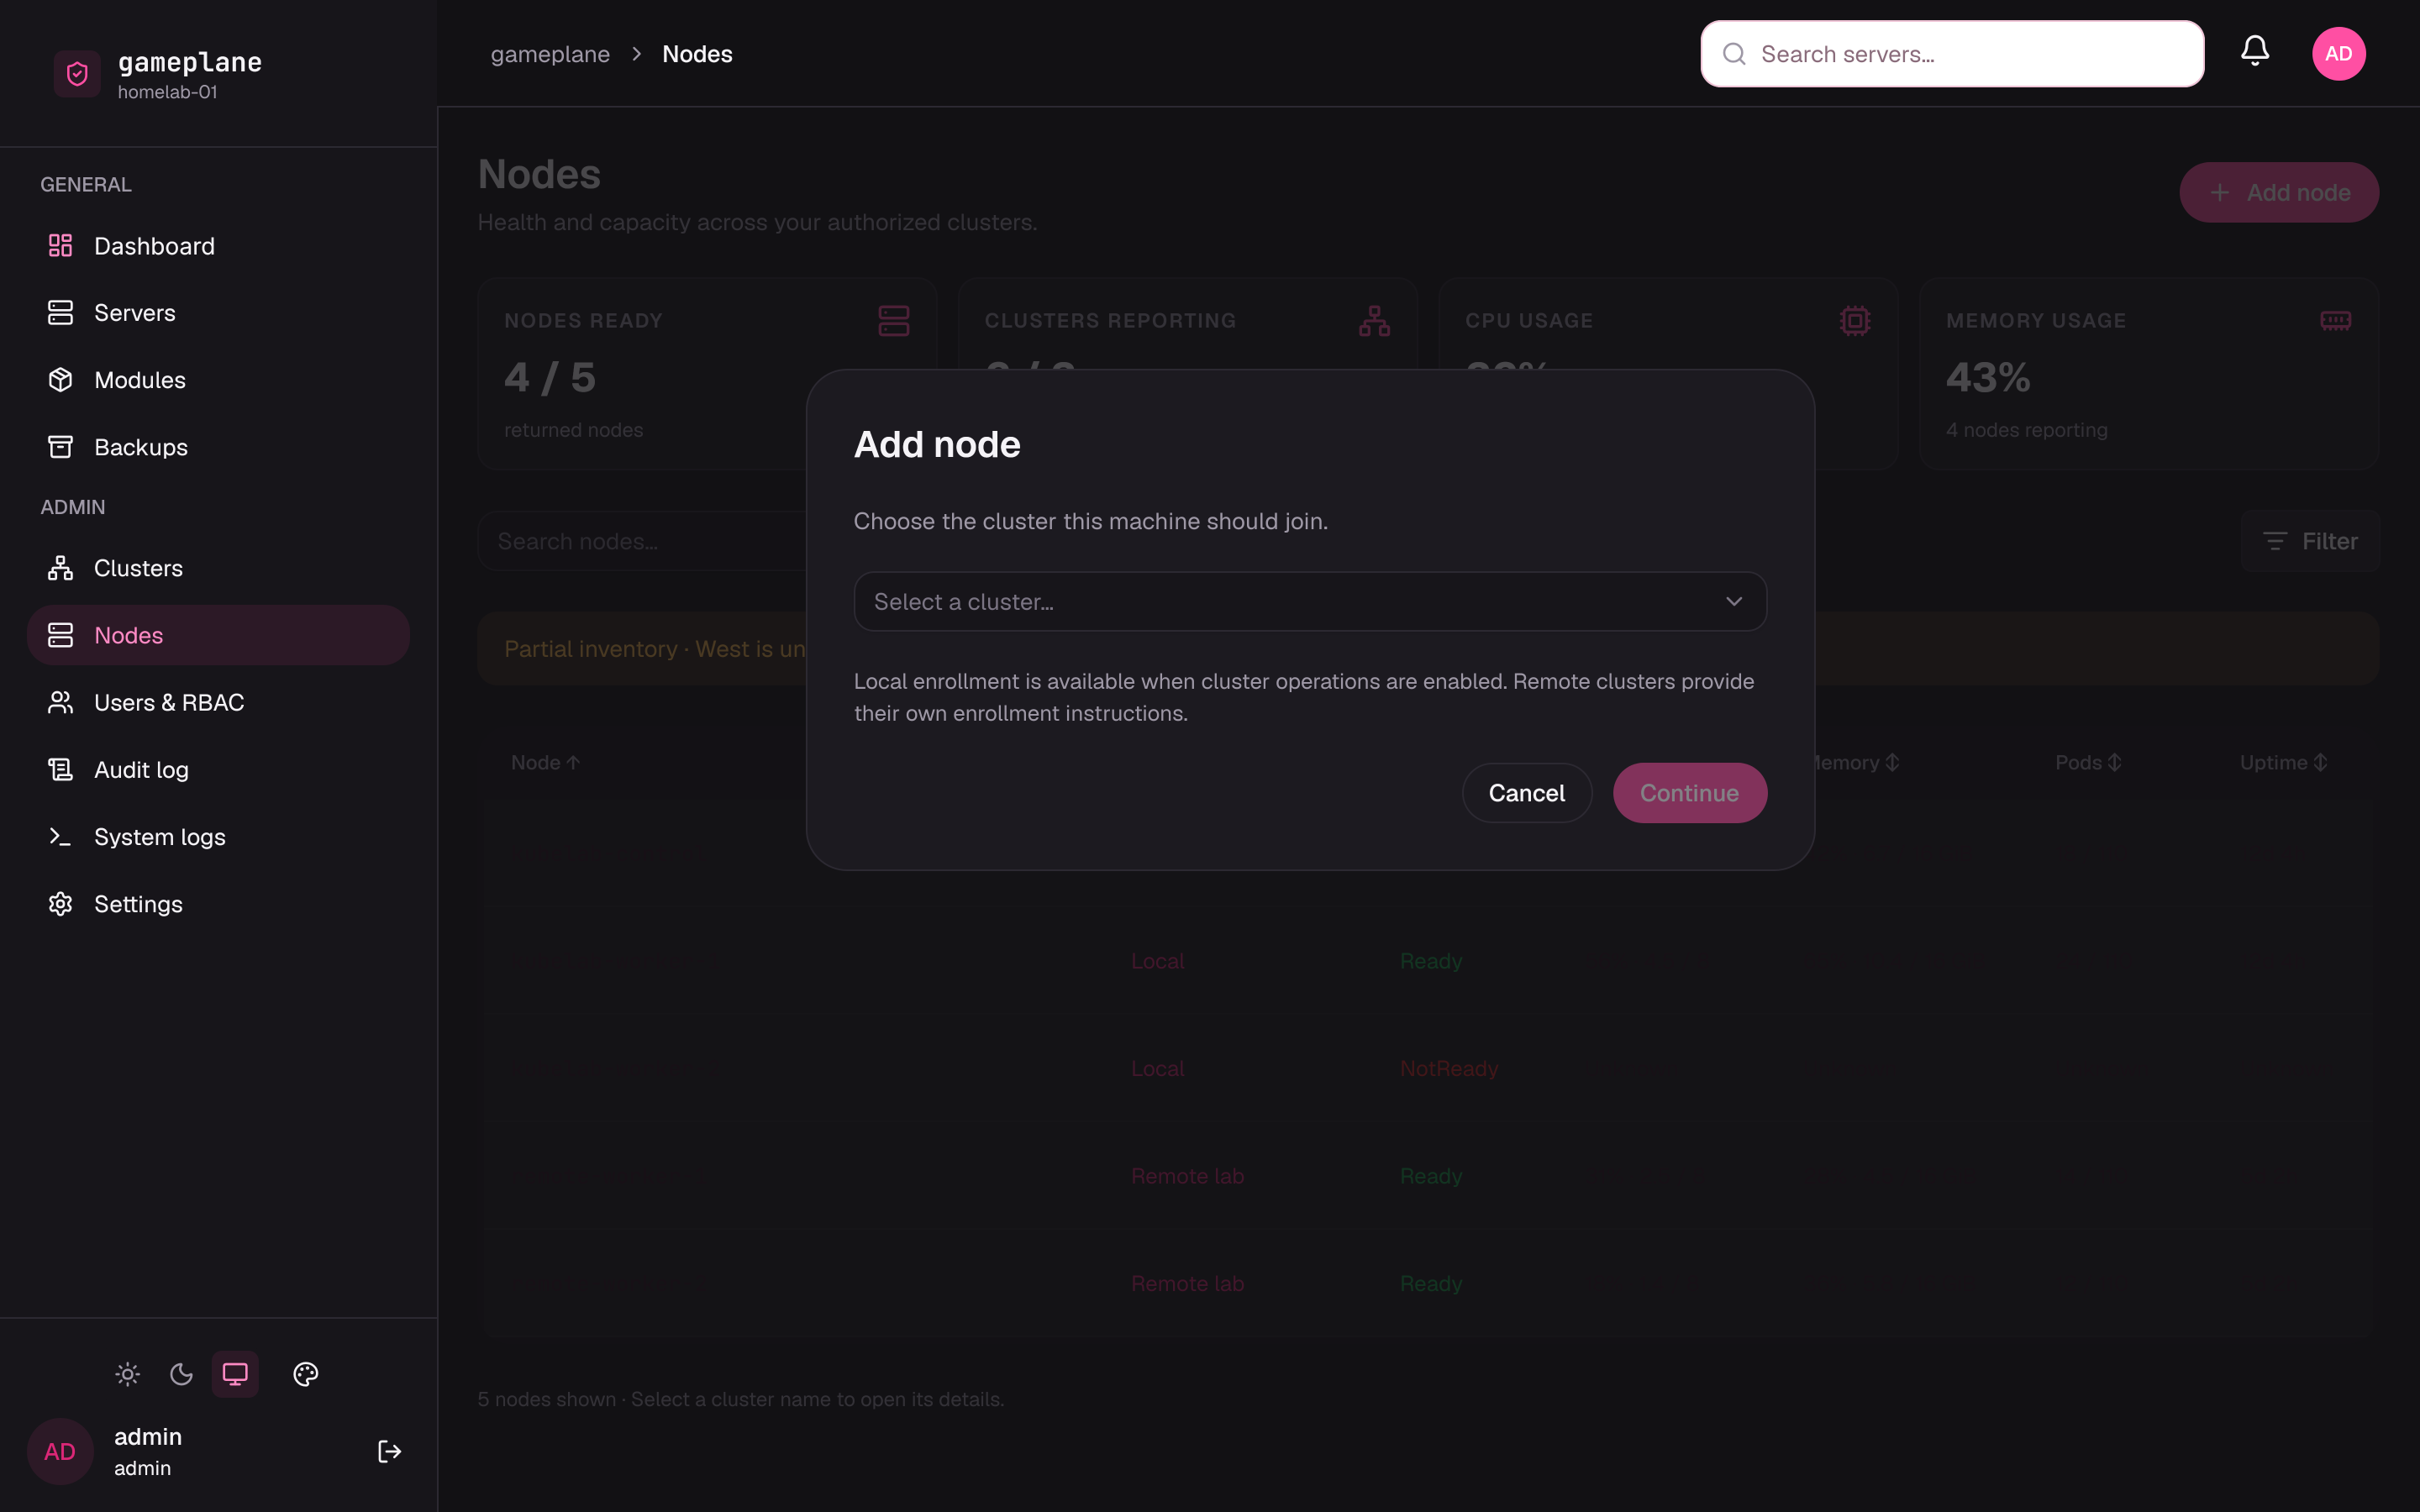 gameplane
homelab-01
GENERAL
Dashboard
Servers
Modules
Backups
ADMIN
Clusters
Nodes
Users & RBAC
Audit log
System logs
Settings
AD
admin
admin
gameplane > Nodes
Search servers...
AD
Nodes
Health and capacity across your authorized clusters.
Add node
NODES READY
4 / 5
returned nodes
CLUSTERS REPORTING
CPU USAGE
MEMORY USAGE
43%
4 nodes reporting
Search nodes...
Filter
Partial inventory · West is
Add node
Choose the cluster this machine should join.
Select a cluster...
Local enrollment is available when cluster operations are enabled. Remote clusters provide
their own enrollment instructions.
Cancel
Continue
Node Memory Pods Uptime
Local Ready
Local NotReady
Remote lab Ready
Remote lab Ready
5 nodes shown · Select a cluster name to open its details.